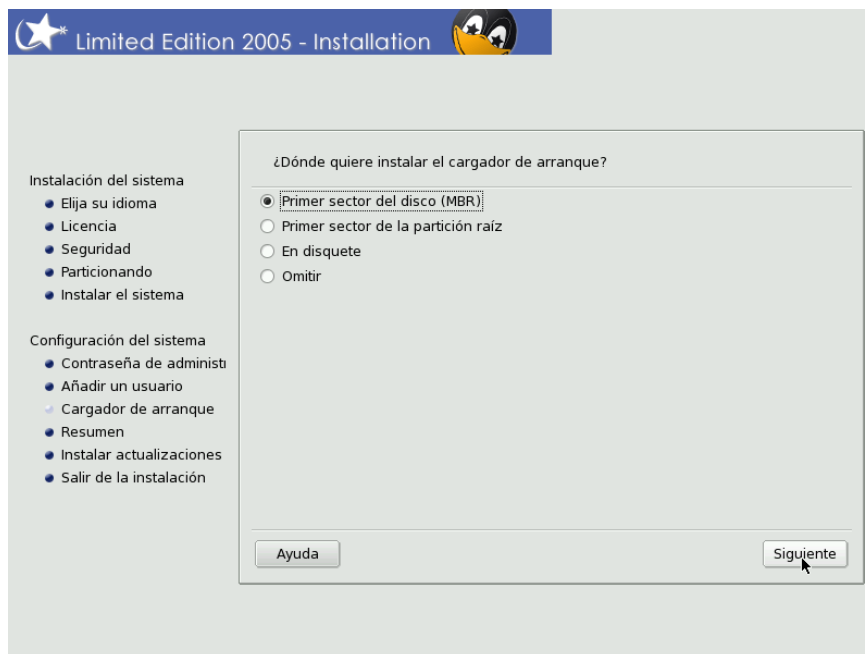 Limited Edition 2005 - Installation
Instalación del sistema
Elija su idioma
Licencia
Seguridad
Particionando
Instalar el sistema
Configuración del sistema
Contraseña de administ
Añadir un usuario
Cargador de arranque
Resumen
Instalar actualizaciones
Salir de la instalación
¿Dónde quiere instalar el cargador de arranque?
Primer sector del disco (MBR)
Primer sector de la partición raíz
En disquete
Omitir
Ayuda
Siguiente